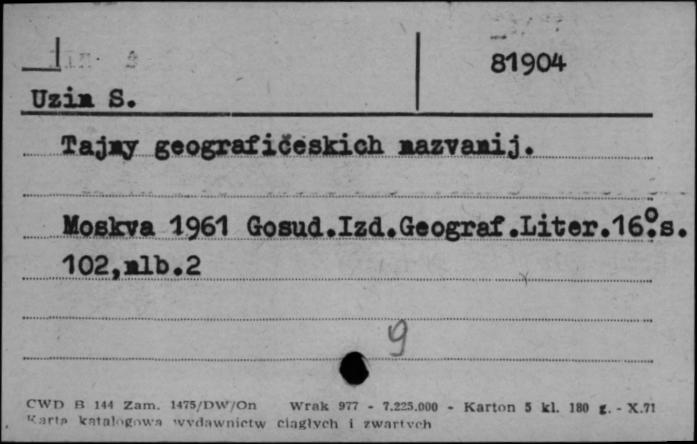 81904
Uzin S.
Tajny geografičeskich nazvanij.
Moskva 1961 Gosud.Izd.Geograf.Liter.16°.s.
102,nlb.2
9
CWD B 144 Zam. 1475/DW/On Wrak 977 - 7.225.000 - Karton 5 kl. 180 g. - X.71
Karta katalogowa wydawnictw ciągłych i zwartych